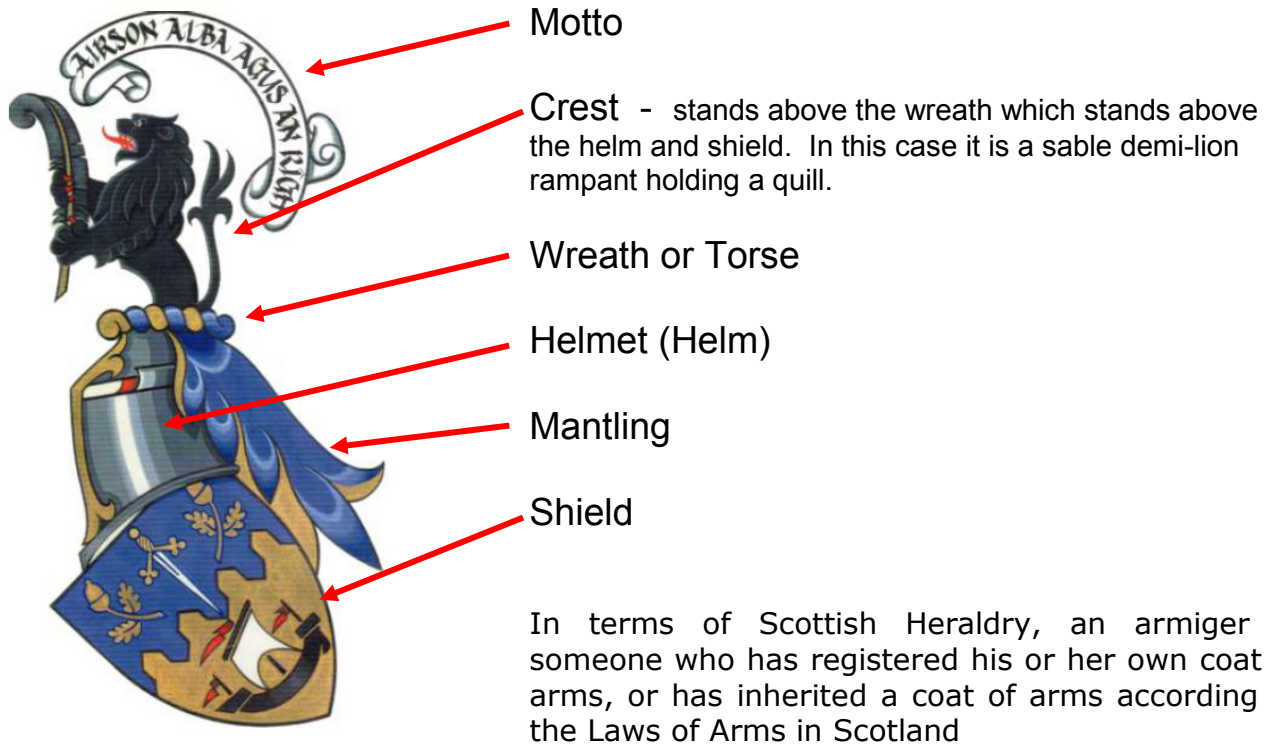 AIRSON ALBA AGUS AN RIGH
Motto
Crest - stands above the wreath which stands above
the helm and shield. In this case it is a sable demi-lion
rampant holding a quill.
Wreath or Torse
Helmet (Helm)
Mantling
Shield
In terms of Scottish Heraldry, an armiger
someone who has registered his or her own coat
arms, or has inherited a coat of arms according
the Laws of Arms in Scotland